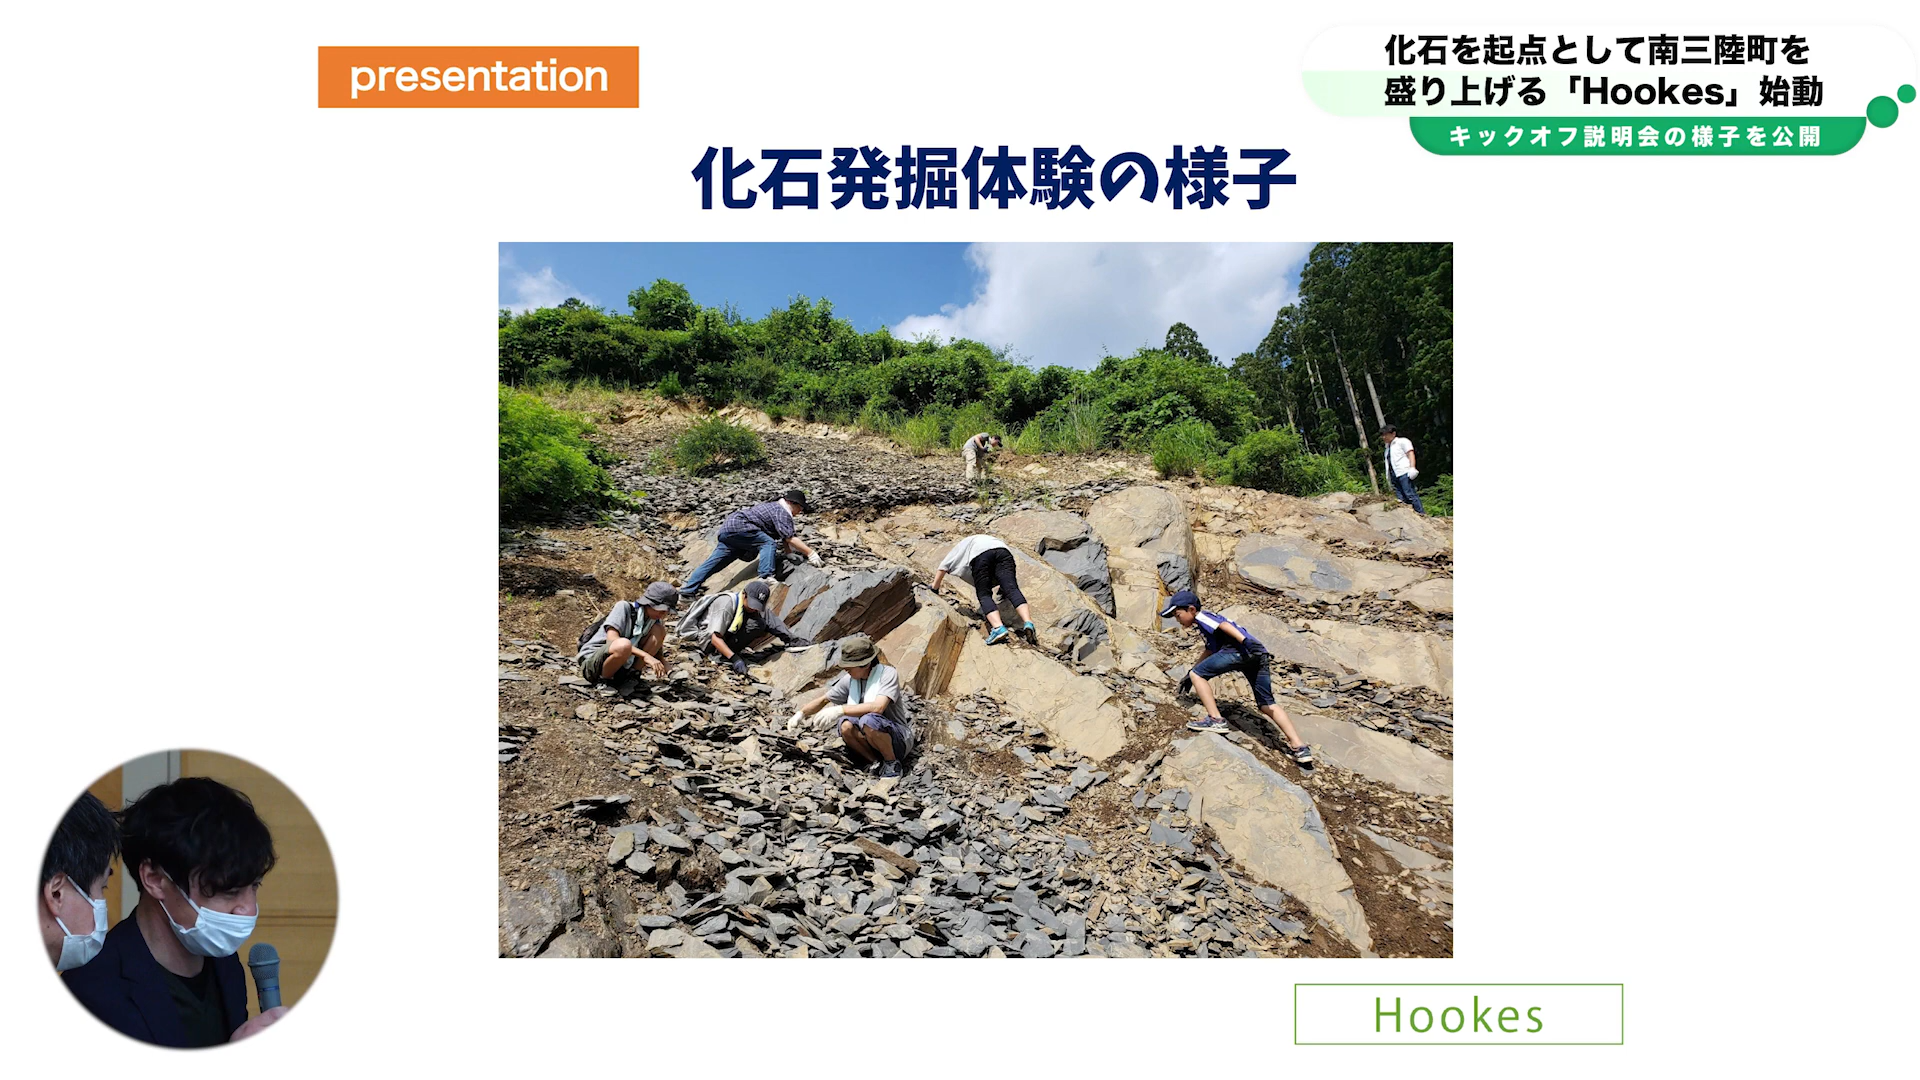 presentation
化石を起点として南三陸町を
盛り上げる「Hookes」始動
キックオフ説明会の様子を公開
化石発掘体験の様子
Hookes